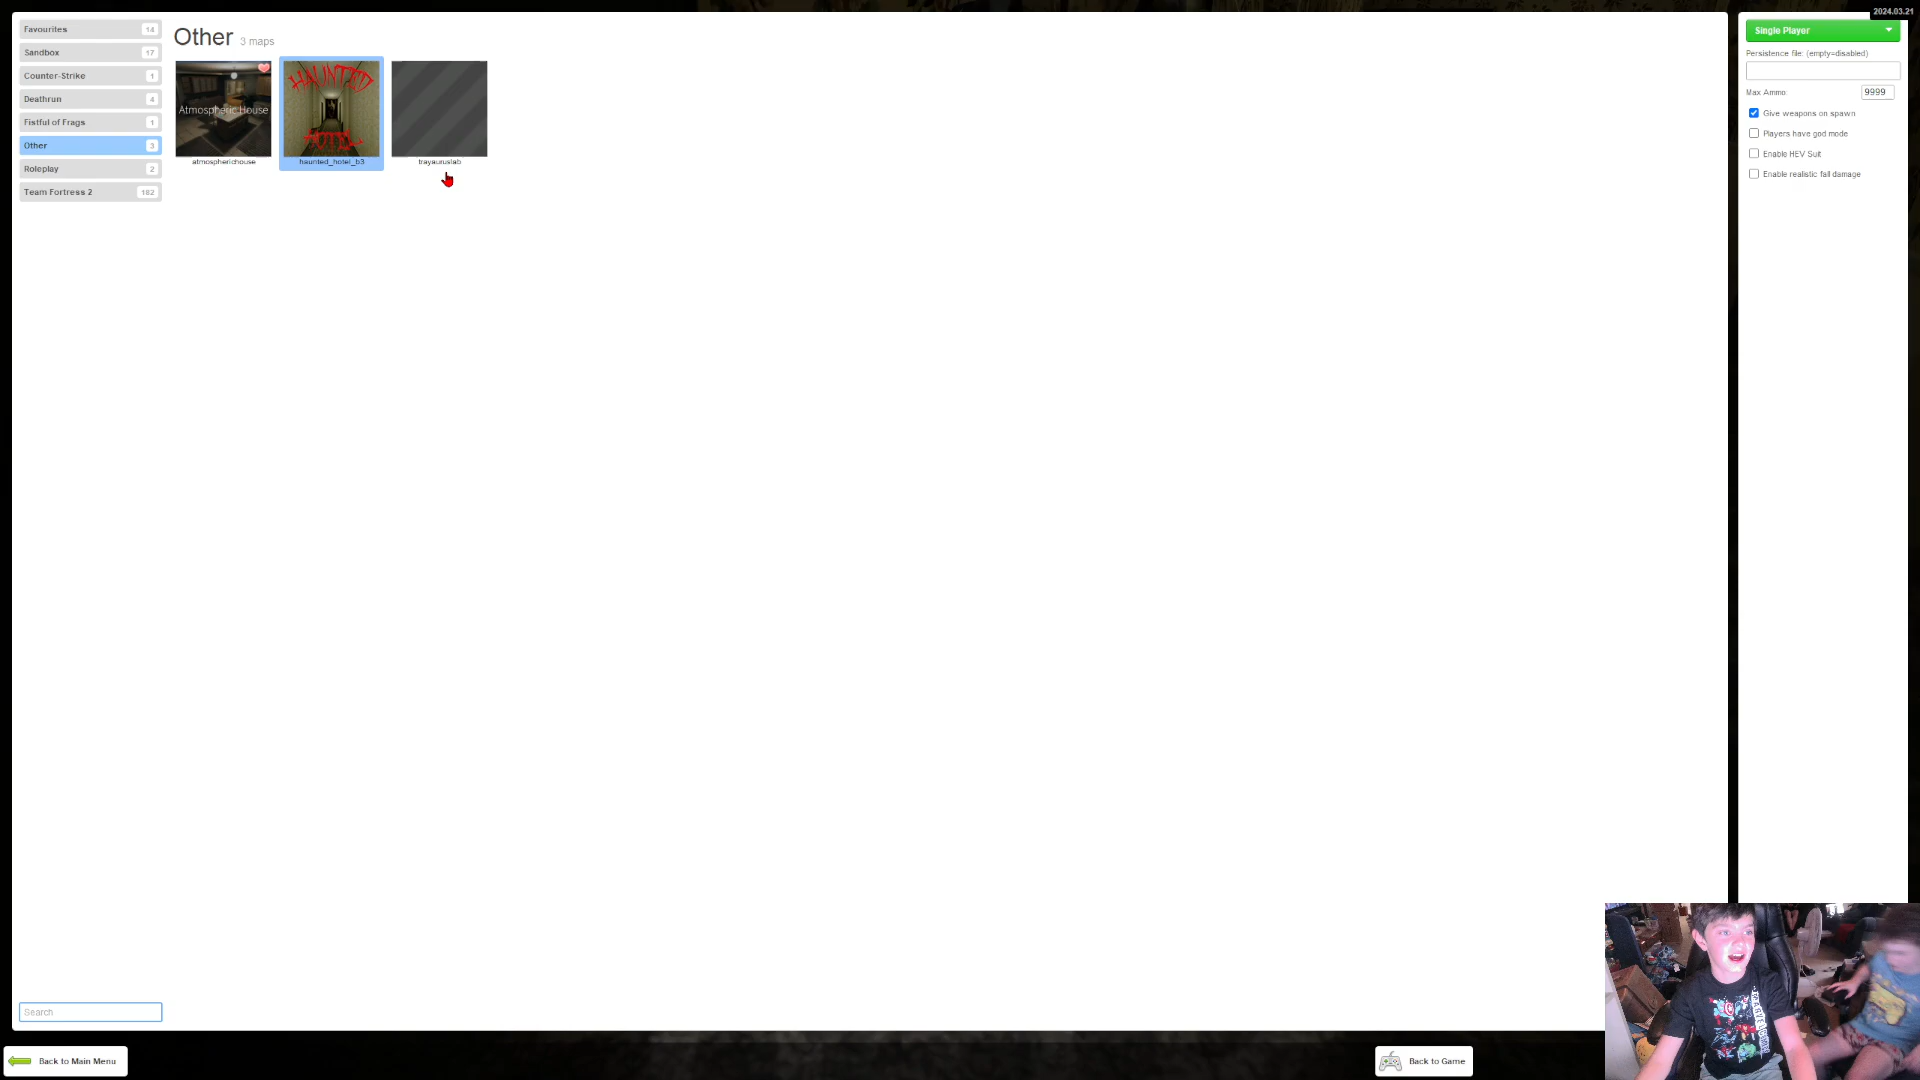 2024.03.21
Favourites 14
Sandbox 17
Counter-Strike 1
Deathrun 4
Fistful of Frags 1
Other 3
Roleplay 2
Team Fortress 2 182
Other 3 maps
Atmospheric House
atmospherichouse
HAUNTED
HOTEL
haunted_hotel_b3
trayauruslab
Single Player
Persistence file: (empty=disabled)
Max Ammo: 9999
Give weapons on spawn
Players have god mode
Enable HEV Suit
Enable realistic fall damage
Search
Back to Main Menu
Back to Game